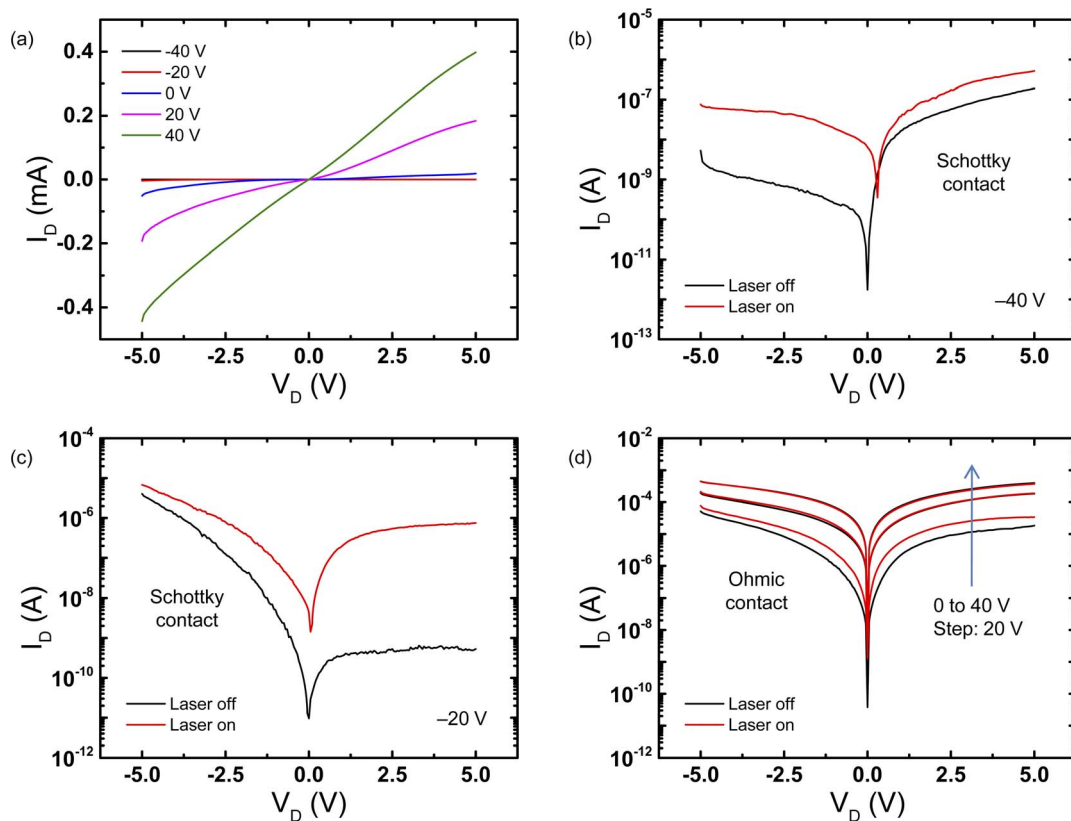 (a)
-40 V
-20 V
0 V
20 V
40 V
0.4
0.2
0.0
-0.2
-0.4
I_D (mA)
-5.0 -2.5 0.0 2.5 5.0
V_D (V)
(b)
10^-5
10^-7
10^-9
10^-11
10^-13
I_D (A)
Schottky
contact
Laser off
Laser on
–40 V
-5.0 -2.5 0.0 2.5 5.0
V_D (V)
(c)
10^-4
10^-6
10^-8
10^-10
10^-12
I_D (A)
Schottky
contact
Laser off
Laser on
–20 V
-5.0 -2.5 0.0 2.5 5.0
V_D (V)
(d)
10^-2
10^-4
10^-6
10^-8
10^-10
10^-12
I_D (A)
Ohmic
contact
0 to 40 V
Step: 20 V
Laser off
Laser on
-5.0 -2.5 0.0 2.5 5.0
V_D (V)